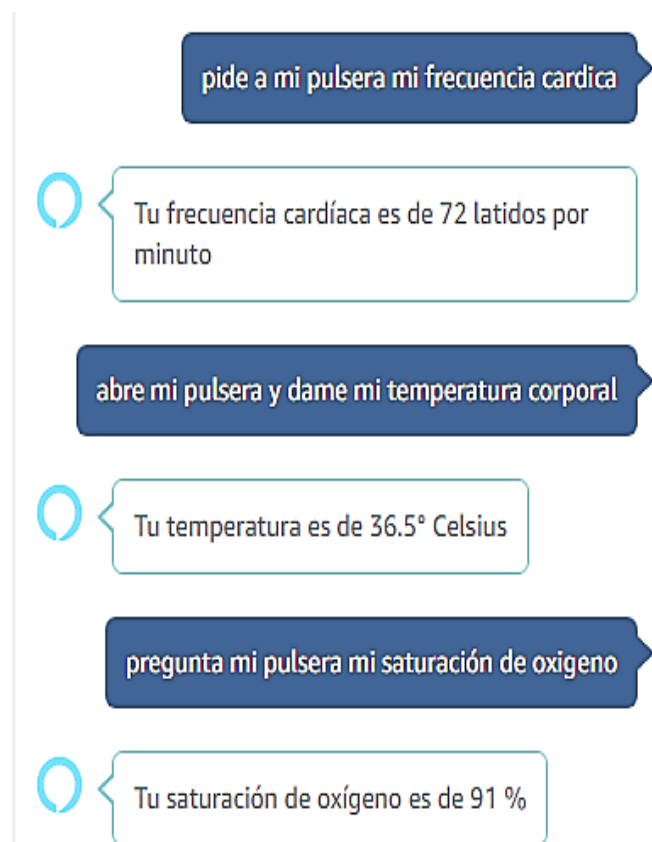 pide a mi pulsera mi frecuencia cardica
Tu frecuencia cardíaca es de 72 latidos por
minuto
abre mi pulsera y dame mi temperatura corporal
Tu temperatura es de 36.5° Celsius
pregunta mi pulsera mi saturación de oxigeno
Tu saturación de oxígeno es de 91 %